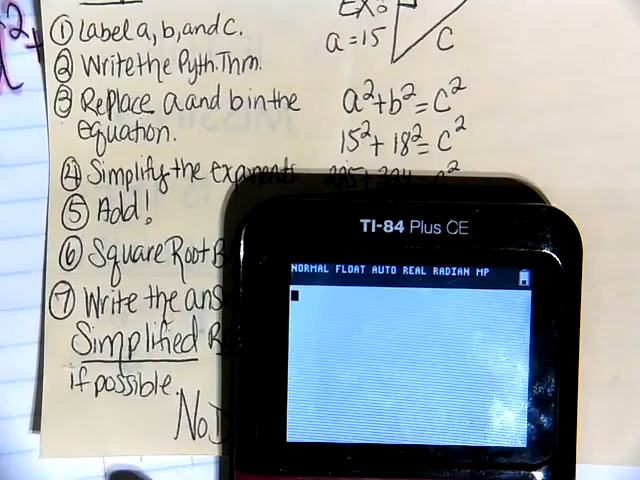 ① Label a, b, and c.
② Write the Pyth. Thm.
③ Replace a and b in the
equation.
④ Simplify the exponents.
⑤ Add!
⑥ Square Root
⑦ Write the
Simplified
if possible.
Ex:
a=15
C
a²+b²=c²
15²+18²=c²
TI-84 Plus CE
NORMAL FLOAT AUTO REAL RADIAN MP